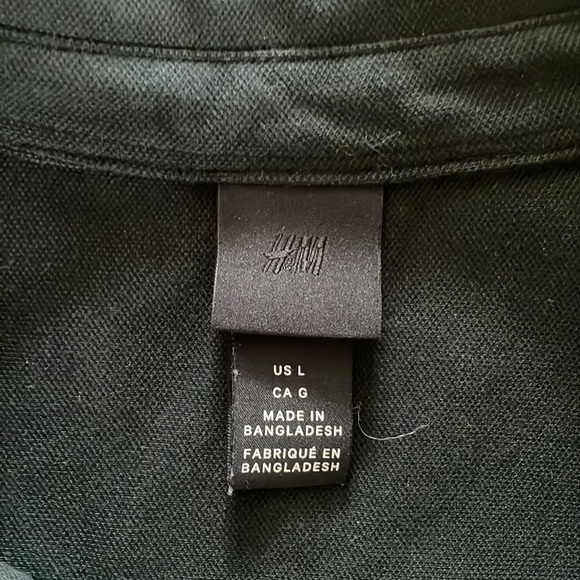 H&M
US L
CA G
MADE IN
BANGLADESH
FABRIQUÉ EN
BANGLADESH